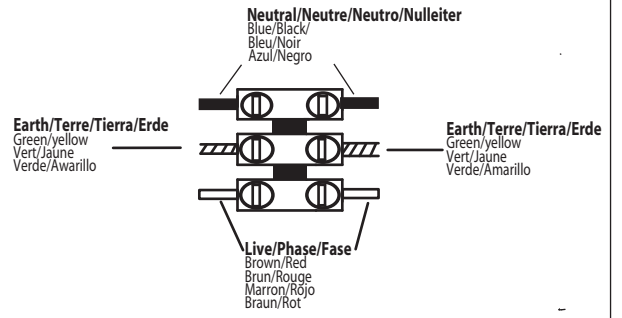 Neutral/Neutre/Neutro/Nulleiter
Blue/Black/
Bleu/Noir
Azul/Negro
Earth/Terre/Tierra/Erde
Green/yellow
Vert/Jaune
Verde/Awarillo
Earth/Terre/Tierra/Erde
Green/yellow
Vert/Jaune
Verde/Amarillo
Live/Phase/Fase
Brown/Red
Brun/Rouge
Marron/Rojo
Braun/Rot